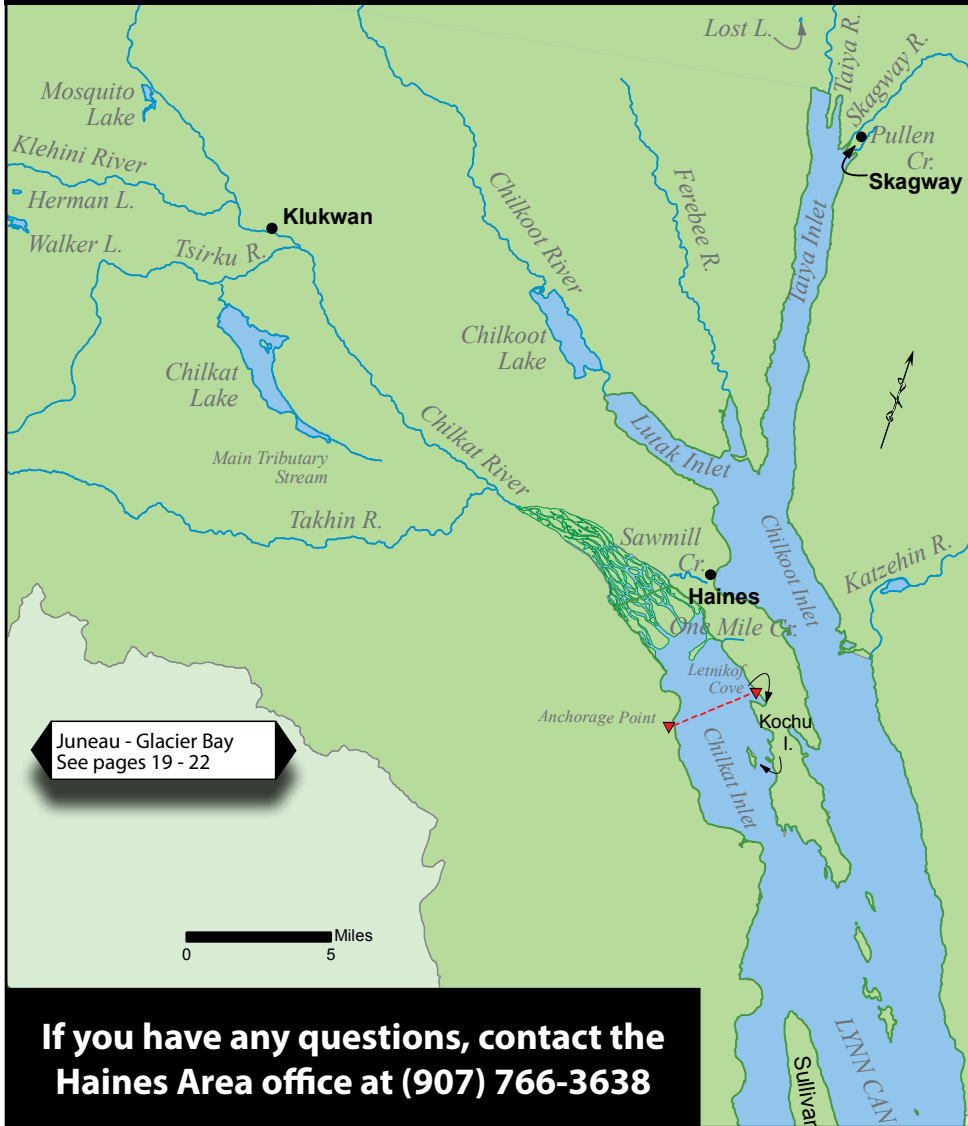 Lost L.
Taiya R.
Skagway R.
Mosquito
Lake
Pullen
Cr.
Skagway
Klehini River
Herman L.
Walker L.
Klukwan
Tsirku R.
Chilkoot River
Ferebee R.
Taiya Inlet
Chilkoot
Lake
Chilkat
Lake
Chilkat River
Lutak Inlet
Main Tributary
Stream
Takhin R.
Sawmill
Cr.
Haines
Chilkoot Inlet
Katzehin R.
One Mile Cr.
Letnikof
Cove
Anchorage Point
Kochu
I.
Chilkat Inlet
Juneau - Glacier Bay
See pages 19 - 22
Miles
0 5
LYNN CAN
Sullivan
If you have any questions, contact the
Haines Area office at (907) 766-3638